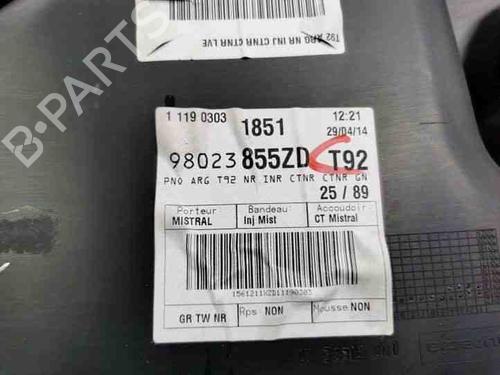 T92 ARG NR INJ CTNR CTNR LVE
1 119 0303 1851 12:21
29/04/14
98023 855ZD T92
PNO ARG T92 NR INR CTNR CTNR GN
25 / 89
Porteur Bandeau Accoudoir
MISTRAL Inj Mist CT Mistral
GR TW NR Rps NON Mousse NON
B-PARTS